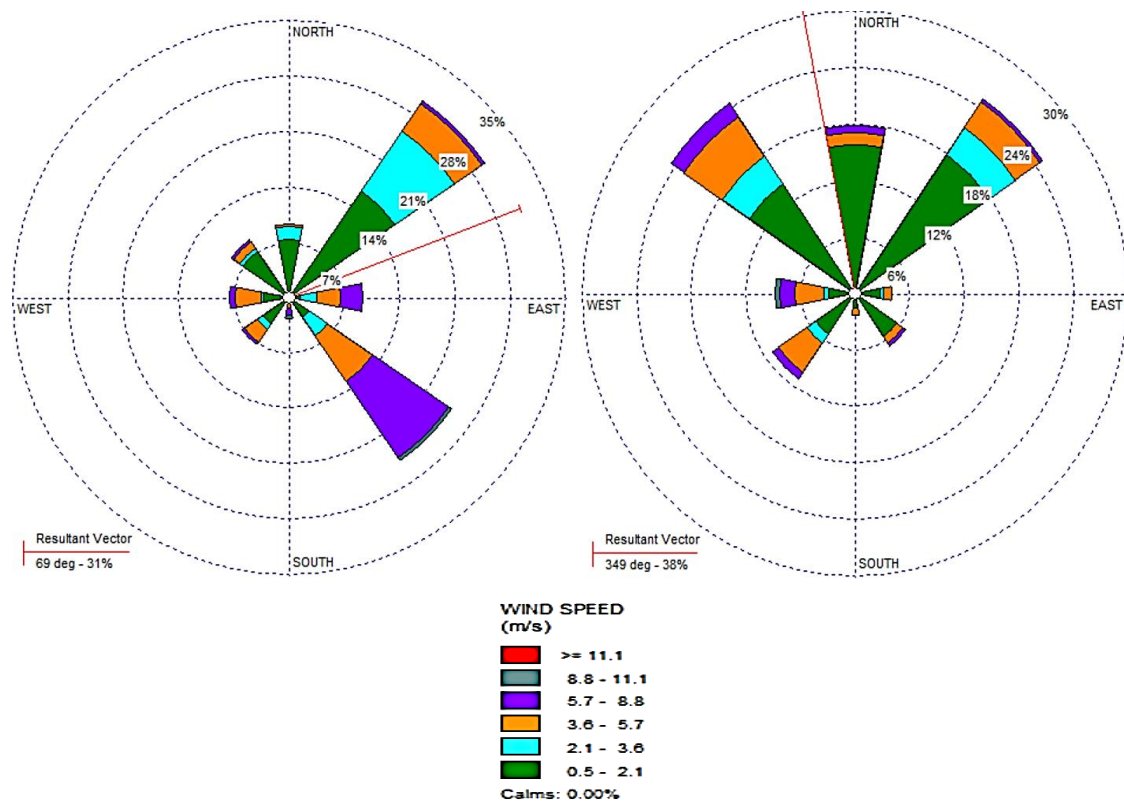 NORTH
35%
28%
21%
14%
7%
WEST
EAST
SOUTH
Resultant Vector
69 deg - 31%
NORTH
30%
24%
18%
12%
6%
WEST
EAST
SOUTH
Resultant Vector
349 deg - 38%
WIND SPEED
(m/s)
>= 11.1
8.8 - 11.1
5.7 - 8.8
3.6 - 5.7
2.1 - 3.6
0.5 - 2.1
Calms: 0.00%